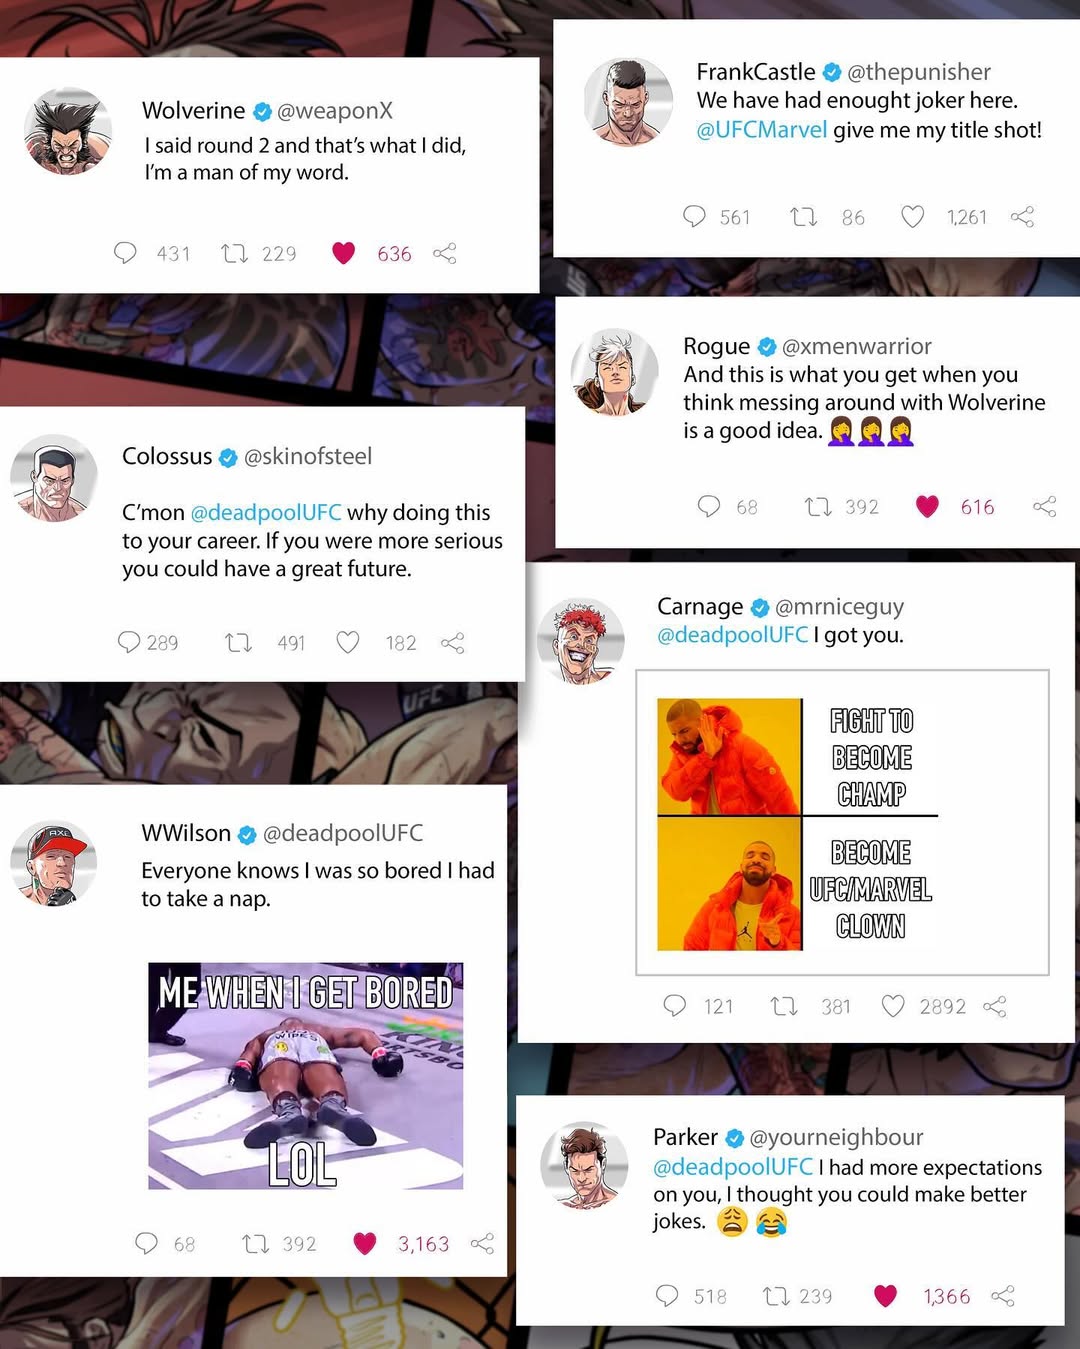 Wolverine @weaponX
I said round 2 and that's what I did,
I'm a man of my word.
431 229 636
FrankCastle @thepunisher
We have had enought joker here.
@UFCMarvel give me my title shot!
561 86 1,261
Rogue @xmenwarrior
And this is what you get when you
think messing around with Wolverine
is a good idea. 🤦‍♀️🤦‍♀️🤦‍♀️
68 392 616
Colossus @skinofsteel
C'mon @deadpoolUFC why doing this
to your career. If you were more serious
you could have a great future.
289 491 182
Carnage @mrniceguy
@deadpoolUFC I got you.
FIGHT TO
BECOME
CHAMP
BECOME
UFC/MARVEL
CLOWN
121 381 2892
UFC
WWilson @deadpoolUFC
AXE
Everyone knows I was so bored I had
to take a nap.
ME WHEN I GET BORED
WIPES
LOL
68 392 3,163
Parker @yourneighbour
@deadpoolUFC I had more expectations
on you, I thought you could make better
jokes. 😩 😂
518 239 1,366